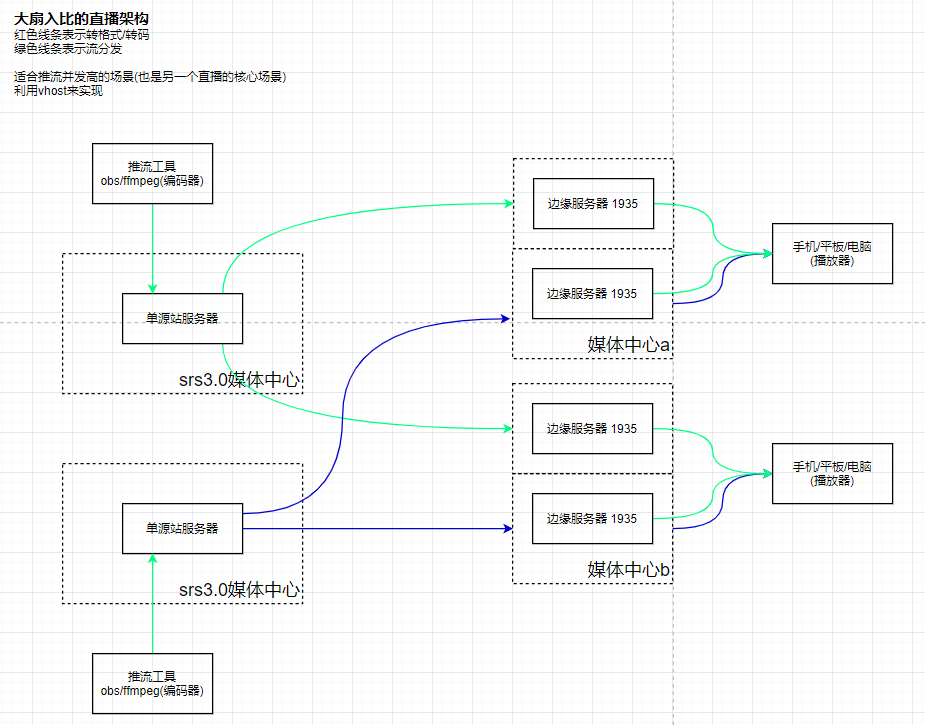 大扇入比的直播架构
红色线条表示转格式/转码
绿色线条表示流分发
适合推流并发高的场景(也是另一个直播的核心场景)
利用vhost来实现
推流工具
obs/ffmpeg(编码器)
单源站服务器
srs3.0媒体中心
边缘服务器 1935
边缘服务器 1935
媒体中心a
手机/平板/电脑
(播放器)
边缘服务器 1935
边缘服务器 1935
媒体中心b
手机/平板/电脑
(播放器)
单源站服务器
srs3.0媒体中心
推流工具
obs/ffmpeg(编码器)